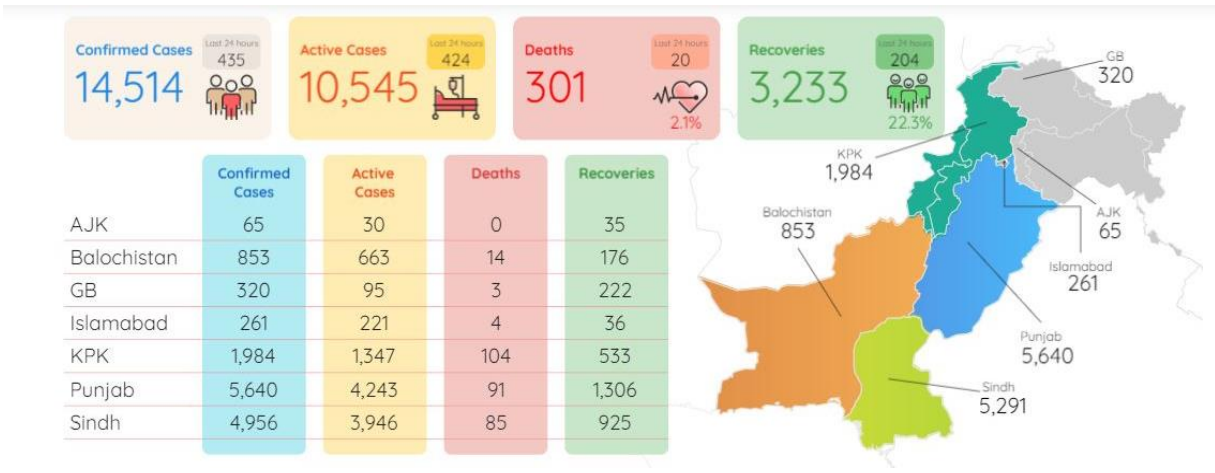 Confirmed Cases
Last 24 hours
435
14,514
Active Cases
Last 24 hours
424
10,545
Deaths
Last 24 hours
20
301
2.1%
Recoveries
Last 24 hours
204
3,233
22.3%
Confirmed Cases Active Cases Deaths Recoveries
AJK 65 30 0 35
Balochistan 853 663 14 176
GB 320 95 3 222
Islamabad 261 221 4 36
KPK 1,984 1,347 104 533
Punjab 5,640 4,243 91 1,306
Sindh 4,956 3,946 85 925
GB
320
KPK
1,984
Balochistan
853
AJK
65
Islamabad
261
Punjab
5,640
Sindh
5,291